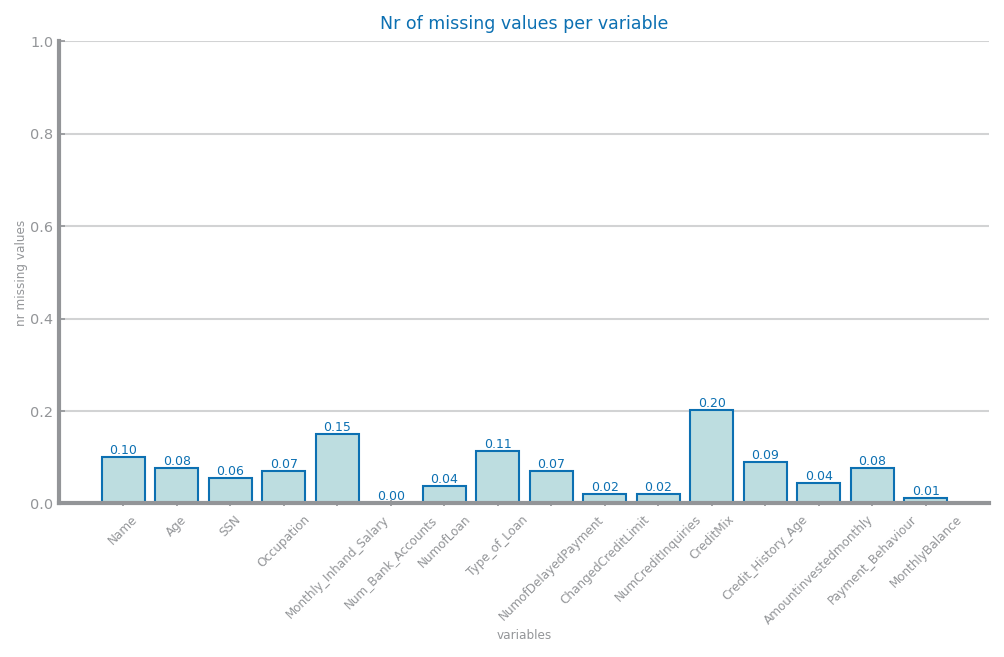 Nr of missing values per variable
1.0
0.8
0.6
0.4
0.2
0.0
nr missing values
0.10
0.08
0.06
0.07
0.15
0.00
0.04
0.11
0.07
0.02
0.02
0.20
0.09
0.04
0.08
0.01
Name
Age
SSN
Occupation
Monthly_Inhand_Salary
Num_Bank_Accounts
NumofLoan
Type_of_Loan
NumofDelayedPayment
ChangedCreditLimit
NumCreditInquiries
CreditMix
Credit_History_Age
Amountinvestedmonthly
Payment_Behaviour
MonthlyBalance
variables